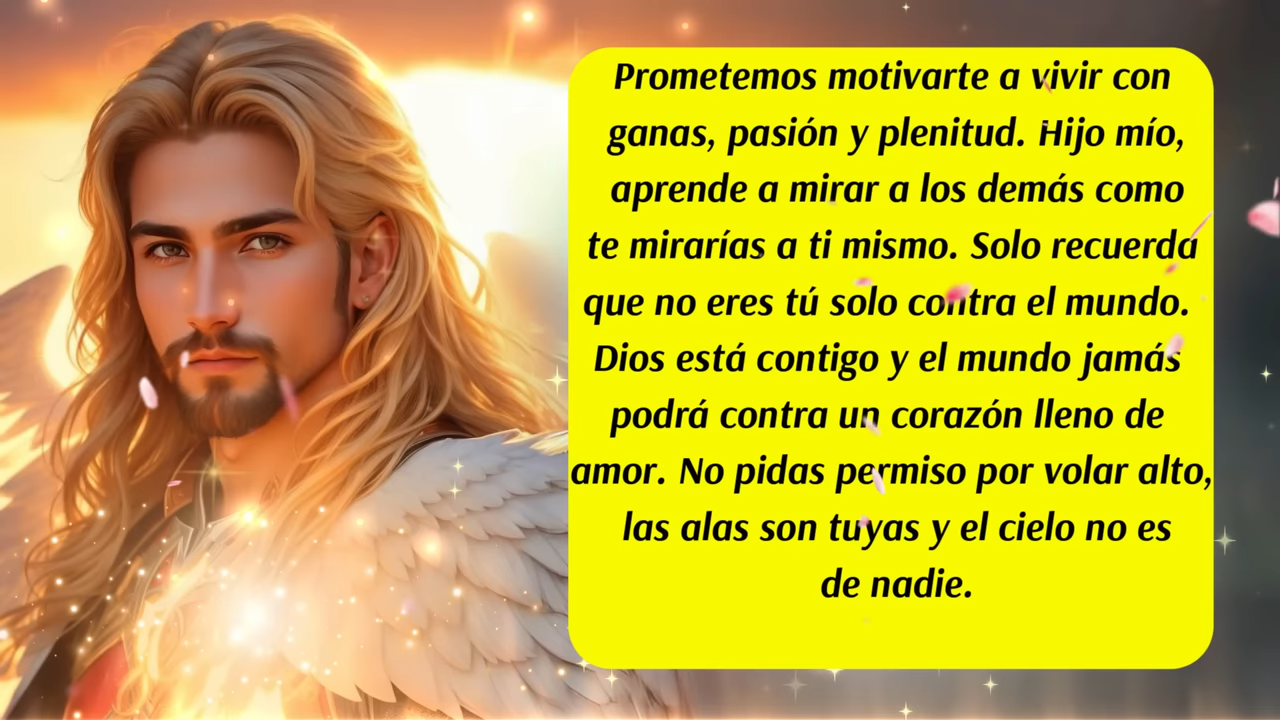 Prometemos motivarte a vivir con
ganas, pasión y plenitud. Hijo mío,
aprende a mirar a los demás como
te mirarías a ti mismo. Solo recuerda
que no eres tú solo contra el mundo.
Dios está contigo y el mundo jamás
podrá contra un corazón lleno de
amor. No pidas permiso por volar alto,
las alas son tuyas y el cielo no es
de nadie.